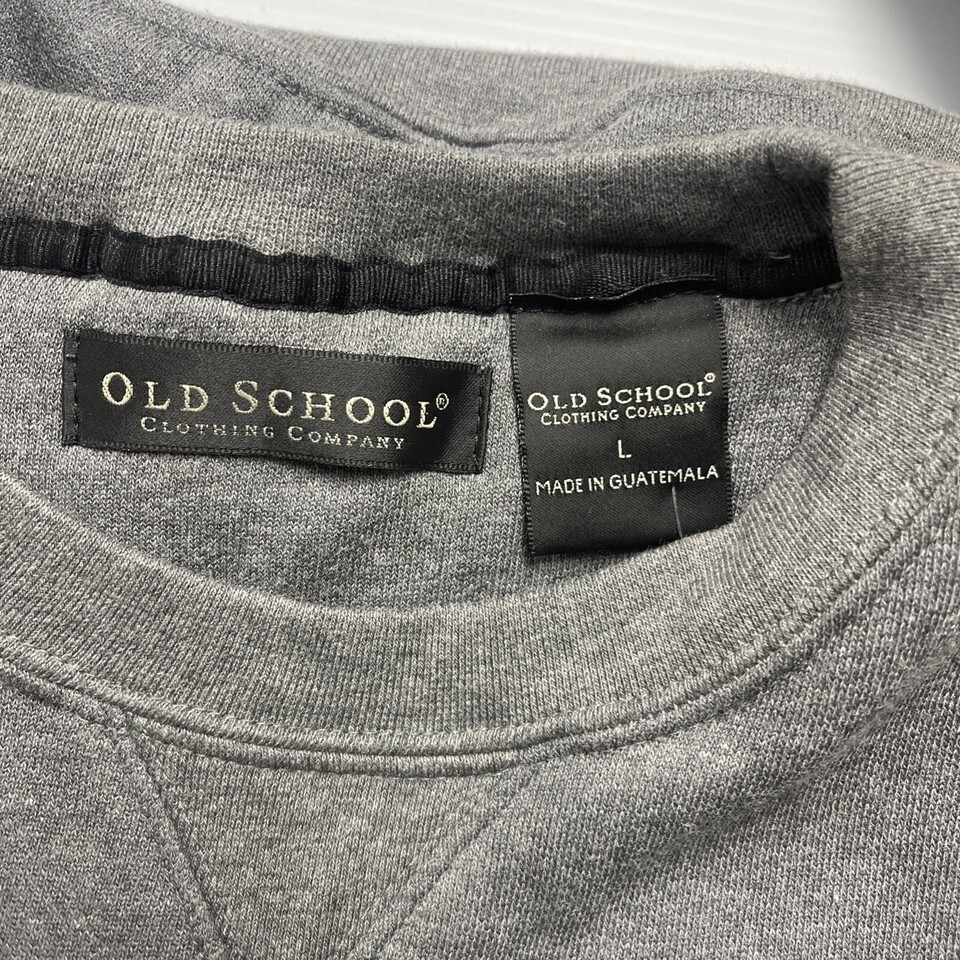 OLD SCHOOL®
CLOTHING COMPANY
OLD SCHOOL®
CLOTHING COMPANY
L
MADE IN GUATEMALA